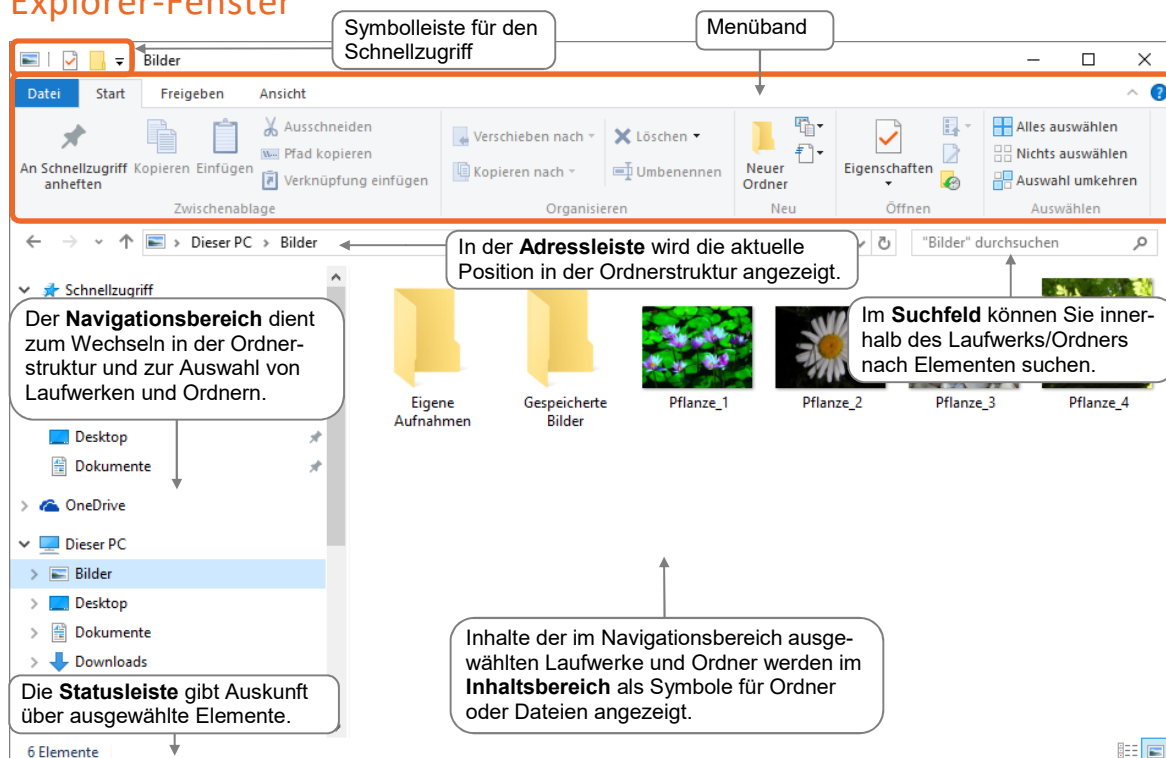 Explorer-Fenster
Symbolleiste für den
Schnellzugriff
Menüband
Bilder
Datei Start Freigeben Ansicht
An Schnellzugriff
anheften
Kopieren
Einfügen
Ausschneiden
Pfad kopieren
Verknüpfung einfügen
Zwischenablage
Verschieben nach
Kopieren nach
Löschen
Umbenennen
Organisieren
Neuer
Ordner
Neu
Eigenschaften
Öffnen
Alles auswählen
Nichts auswählen
Auswahl umkehren
Auswählen
Dieser PC > Bilder
In der Adressleiste wird die aktuelle
Position in der Ordnerstruktur angezeigt.
"Bilder" durchsuchen
Schnellzugriff
Der Navigationsbereich dient
zum Wechseln in der Ordner-
struktur und zur Auswahl von
Laufwerken und Ordnern.
Im Suchfeld können Sie inner-
halb des Laufwerks/Ordners
nach Elementen suchen.
Eigene
Aufnahmen
Gespeicherte
Bilder
Pflanze_1
Pflanze_2
Pflanze_3
Pflanze_4
Desktop
Dokumente
OneDrive
Dieser PC
Bilder
Desktop
Dokumente
Downloads
Inhalte der im Navigationsbereich ausge-
wählten Laufwerke und Ordner werden im
Inhaltsbereich als Symbole für Ordner
oder Dateien angezeigt.
Die Statusleiste gibt Auskunft
über ausgewählte Elemente.
6 Elemente